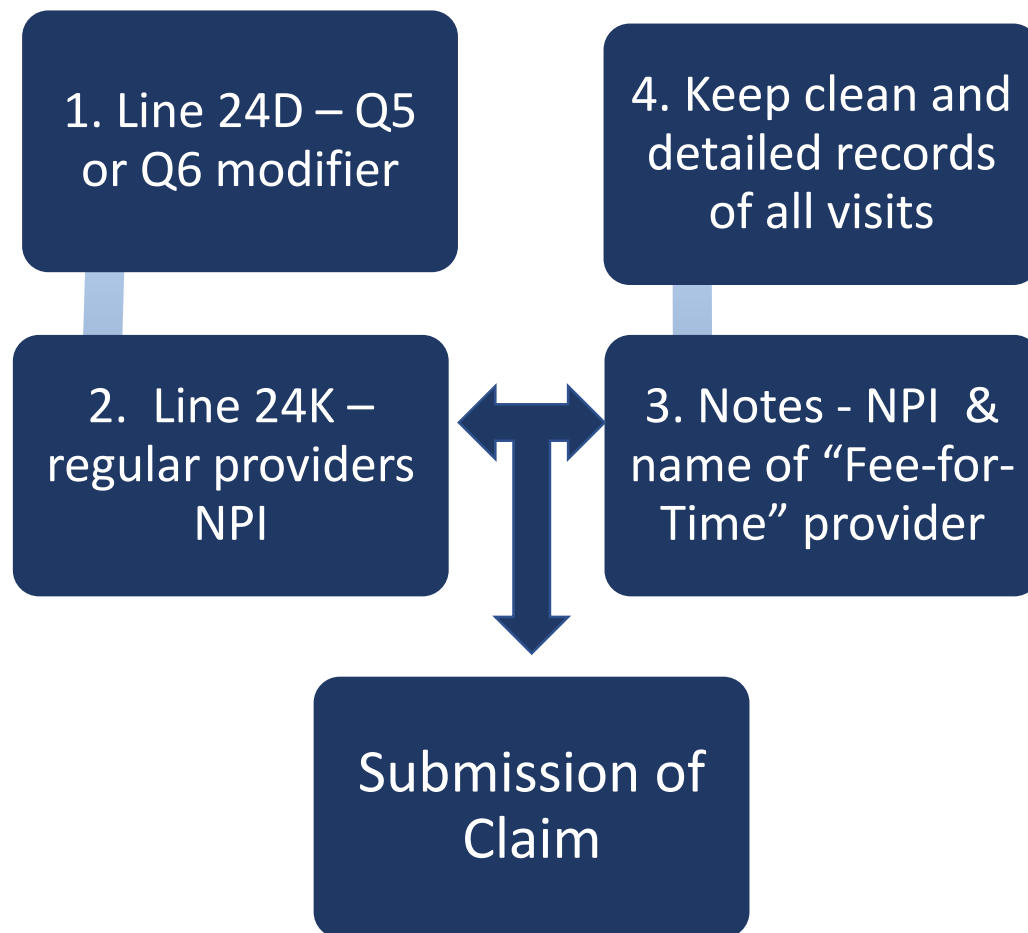 1. Line 24D – Q5
or Q6 modifier
2. Line 24K –
regular providers
NPI
3. Notes - NPI &
name of “Fee-for-
Time” provider
4. Keep clean and
detailed records
of all visits
Submission of
Claim